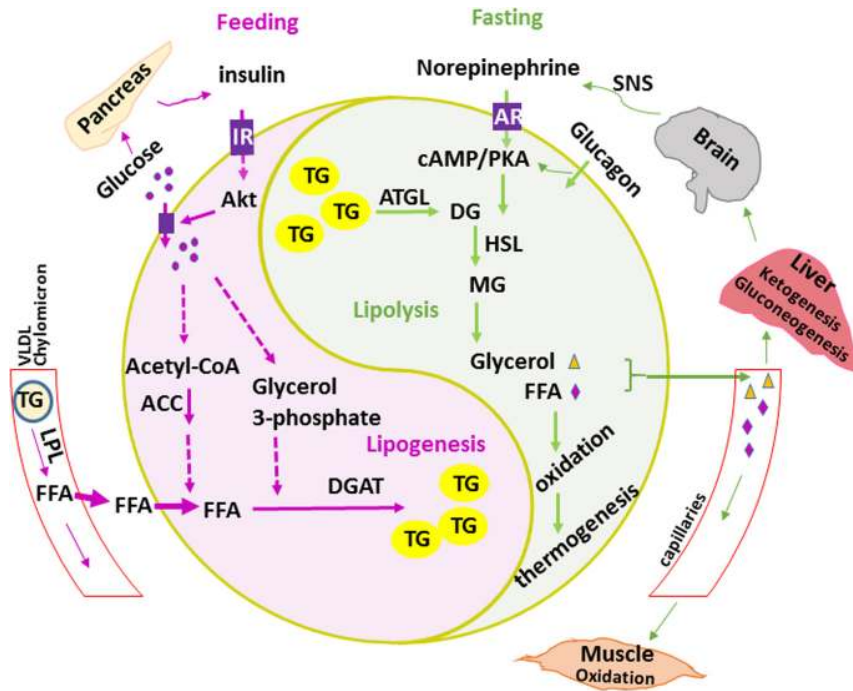 Feeding
Fasting
Pancreas
insulin
Norepinephrine
SNS
Brain
IR
AR
Glucose
Akt
cAMP/PKA
Glucagon
TG
TG
TG
ATGL
DG
HSL
MG
Lipolysis
Liver
Ketogenesis
Gluconeogenesis
VLDL
Chylomicron
TG
LPL
FFA
Acetyl-CoA
ACC
Glycerol
3-phosphate
Glycerol
FFA
Lipogenesis
oxidation
thermogenesis
FFA
FFA
DGAT
TG
TG
TG
capillaries
Muscle
Oxidation